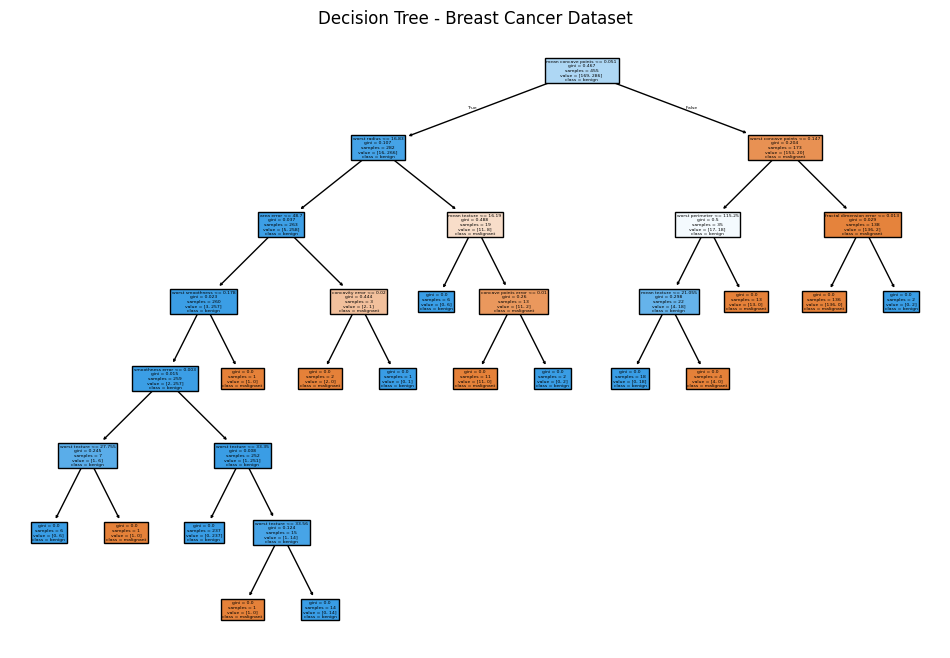 Decision Tree - Breast Cancer Dataset
mean concave points <= 0.051
gini = 0.467
samples = 455
value = [169, 286]
class = benign
True
False
worst radius <= 16.83
gini = 0.107
samples = 282
value = [16, 266]
class = benign
worst concave points <= 0.147
gini = 0.204
samples = 173
value = [153, 20]
class = malignant
area error <= 48.7
gini = 0.037
samples = 263
value = [5, 258]
class = benign
mean texture <= 16.19
gini = 0.488
samples = 19
value = [11, 8]
class = malignant
worst perimeter <= 115.25
gini = 0.5
samples = 35
value = [17, 18]
class = benign
fractal dimension error <= 0.013
gini = 0.029
samples = 138
value = [136, 2]
class = malignant
worst smoothness <= 0.178
gini = 0.023
samples = 260
value = [3, 257]
class = benign
concavity error <= 0.02
gini = 0.444
samples = 3
value = [2, 1]
class = malignant
gini = 0.0
samples = 6
value = [0, 6]
class = benign
concave points error <= 0.01
gini = 0.26
samples = 13
value = [11, 2]
class = malignant
mean texture <=
gini = 0.298
samples = 22
value = [4, 18]
class = benign
gini = 0.0
samples = 13
value = [13, 0]
class = malignant
gini = 0.0
samples = 136
value = [136, 0]
class = malignant
gini = 0.0
samples = 2
value = [0, 2]
class = benign
smoothness error <= 0.003
gini = 0.015
samples = 259
value = [2, 257]
class = benign
gini = 0.0
samples = 1
value = [1, 0]
class = malignant
gini = 0.0
samples = 2
value = [2, 0]
class = malignant
gini = 0.0
samples = 1
value = [0, 1]
class = benign
gini = 0.0
samples = 11
value = [11, 0]
class = malignant
gini = 0.0
samples = 2
value = [0, 2]
class = benign
gini = 0.0
samples = 18
value = [0, 18]
class = benign
gini = 0.0
samples = 4
value = [4, 0]
class = malignant
worst texture <= 27.755
gini = 0.245
samples = 7
value = [1, 6]
class = benign
worst texture <= 33.35
gini = 0.008
samples = 252
value = [1, 251]
class = benign
gini = 0.0
samples = 6
value = [0, 6]
class = benign
gini = 0.0
samples = 1
value = [1, 0]
class = malignant
gini = 0.0
samples = 237
value = [0, 237]
class = benign
worst texture <= 33.56
gini = 0.124
samples = 15
value = [1, 14]
class = benign
gini = 0.0
samples = 1
value = [1, 0]
class = malignant
gini = 0.0
samples = 14
value = [0, 14]
class = benign